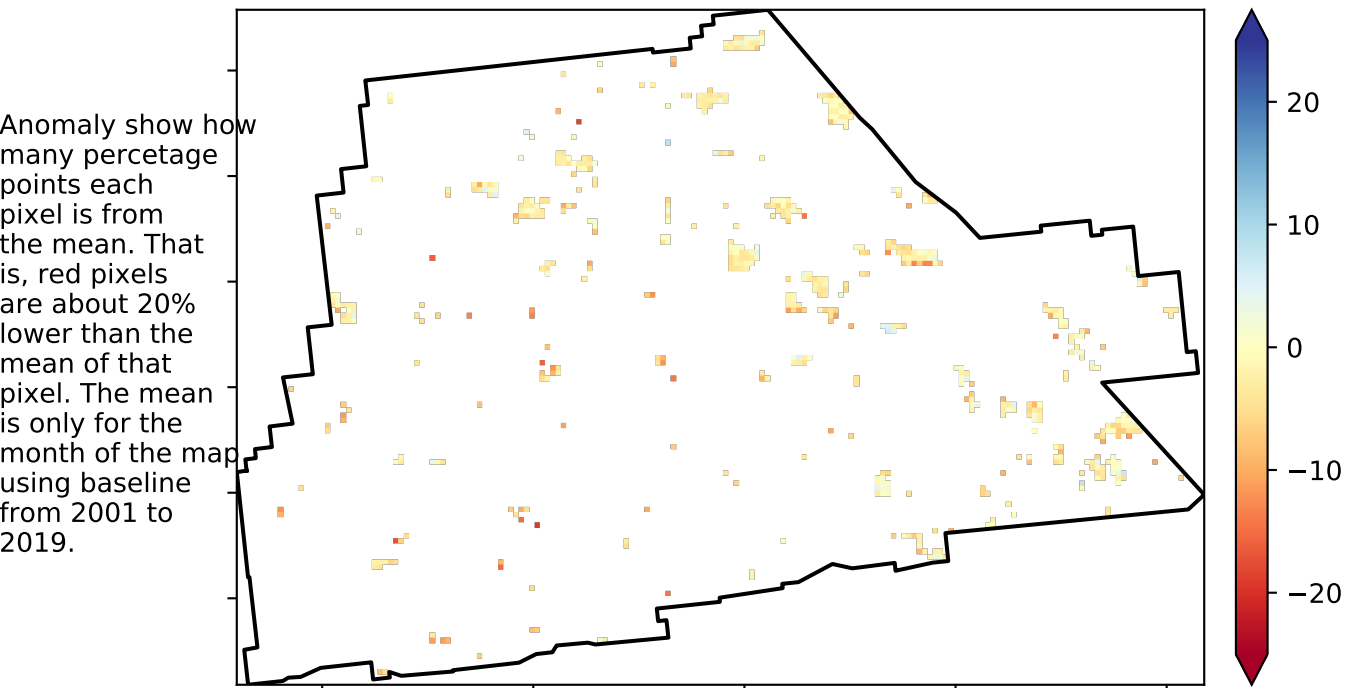 Anomaly show how
many percetage
points each
pixel is from
the mean. That
is, red pixels
are about 20%
lower than the
mean of that
pixel. The mean
is only for the
month of the map
using baseline
from 2001 to
2019.
20
10
0
−10
−20